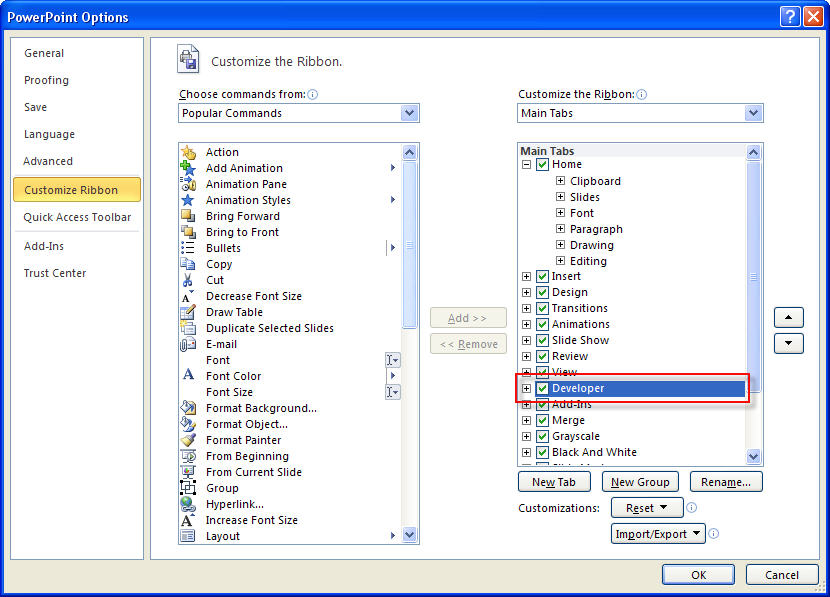 PowerPoint Options
General
Proofing
Save
Language
Advanced
Customize Ribbon
Quick Access Toolbar
Add-Ins
Trust Center
Customize the Ribbon.
Choose commands from:
Popular Commands
Action
Add Animation
Animation Pane
Animation Styles
Bring Forward
Bring to Front
Bullets
Copy
Cut
Decrease Font Size
Draw Table
Duplicate Selected Slides
E-mail
Font
Font Color
Font Size
Format Background...
Format Object...
Format Painter
From Beginning
From Current Slide
Group
Hyperlink...
Increase Font Size
Layout
Add >>
<< Remove
Customize the Ribbon:
Main Tabs
Main Tabs
Home
Clipboard
Slides
Font
Paragraph
Drawing
Editing
Insert
Design
Transitions
Animations
Slide Show
Review
View
Developer
Add-Ins
Merge
Grayscale
Black And White
New Tab
New Group
Rename...
Customizations:
Reset
Import/Export
OK
Cancel